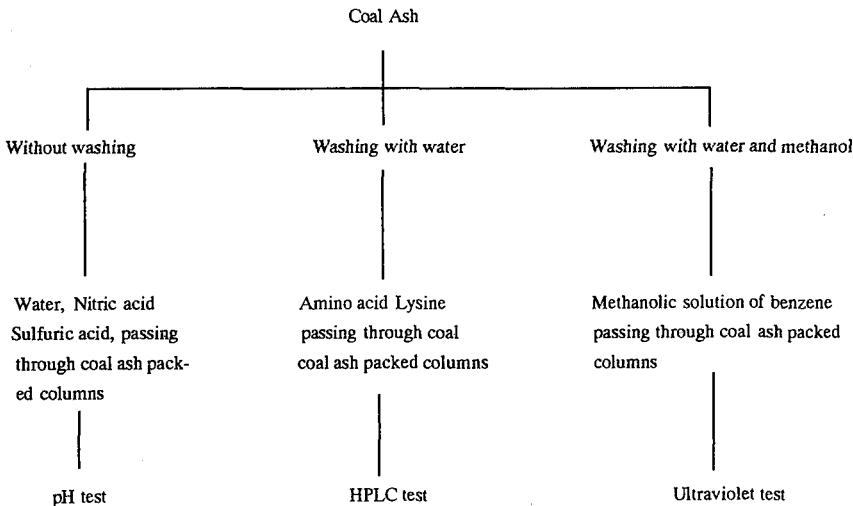 Coal Ash
Without washing
Washing with water
Washing with water and methanol
Water, Nitric acid
Sulfuric acid, passing
through coal ash pack-
ed columns
Amino acid Lysine
passing through coal
coal ash packed columns
Methanolic solution of benzene
passing through coal ash packed
columns
pH test
HPLC test
Ultraviolet test